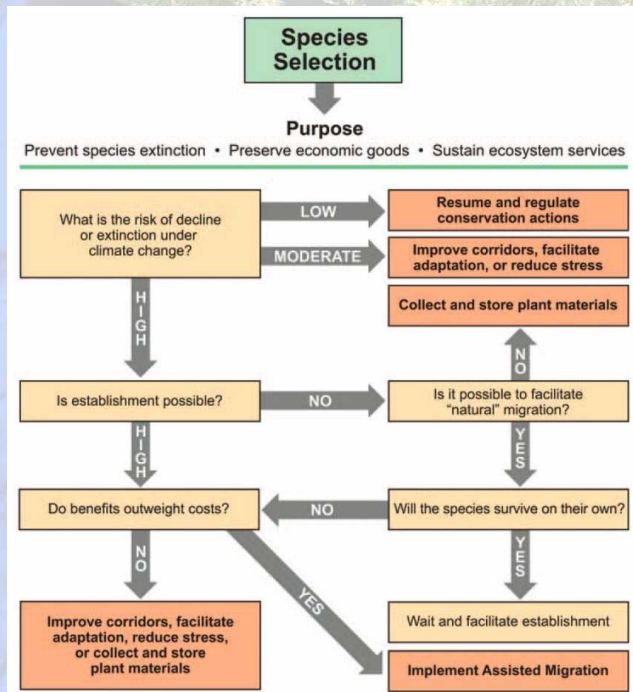 Species
Selection
Purpose
Prevent species extinction • Preserve economic goods • Sustain ecosystem services
What is the risk of decline
or extinction under
climate change?
LOW
Resume and regulate
conservation actions
MODERATE
Improve corridors, facilitate
adaptation, or reduce stress
Collect and store plant materials
HIGH
NO
Is establishment possible?
NO
Is it possible to facilitate
“natural” migration?
HIGH
YES
Do benefits outweight costs?
NO
Will the species survive on their own?
NO
YES
YES
Improve corridors, facilitate
adaptation, reduce stress,
or collect and store
plant materials
Wait and facilitate establishment
Implement Assisted Migration